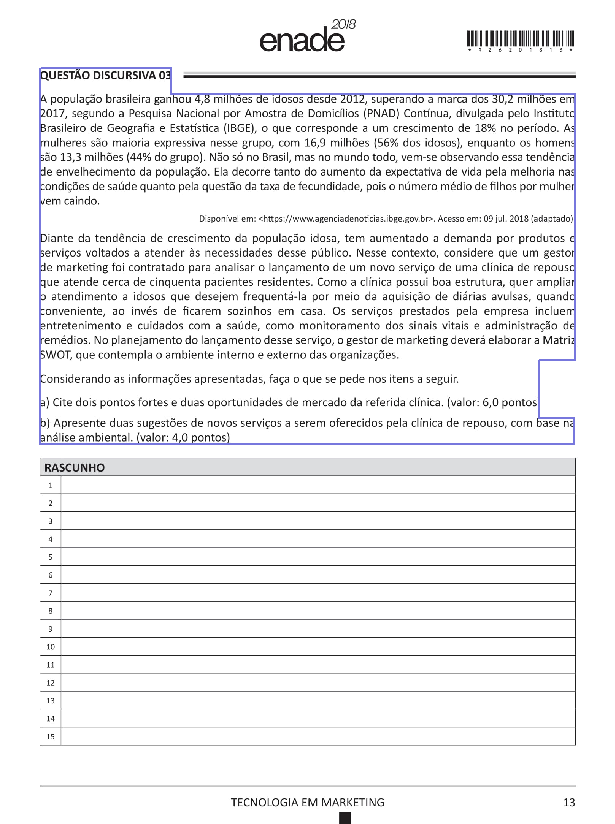 enade2018
*R2620181 3*
QUESTÃO DISCURSIVA 03
A população brasileira ganhou 4,8 milhões de idosos desde 2012, superando a marca dos 30,2 milhões em
2017, segundo a Pesquisa Nacional por Amostra de Domicílios (PNAD) Contínua, divulgada pelo Instituto
Brasileiro de Geografia e Estatística (IBGE), o que corresponde a um crescimento de 18% no período. As
mulheres são maioria expressiva nesse grupo, com 16,9 milhões (56% dos idosos), enquanto os homens
são 13,3 milhões (44% do grupo). Não só no Brasil, mas no mundo todo, vem-se observando essa tendência
de envelhecimento da população. Ela decorre tanto do aumento da expectativa de vida pela melhoria nas
condições de saúde quanto pela questão da taxa de fecundidade, pois o número médio de filhos por mulher
vem caindo.
Disponível em: <https://www.agenciadenoticias.ibge.gov.br>. Acesso em: 09 jul. 2018 (adaptado)
Diante da tendência de crescimento da população idosa, tem aumentado a demanda por produtos e
serviços voltados a atender às necessidades desse público. Nesse contexto, considere que um gestor
de marketing foi contratado para analisar o lançamento de um novo serviço de uma clínica de repouso
que atende cerca de cinquenta pacientes residentes. Como a clínica possui boa estrutura, quer ampliar
o atendimento a idosos que desejem frequentá-la por meio da aquisição de diárias avulsas, quando
conveniente, ao invés de ficarem sozinhos em casa. Os serviços prestados pela empresa incluem
entretenimento e cuidados com a saúde, como monitoramento dos sinais vitais e administração de
remédios. No planejamento do lançamento desse serviço, o gestor de marketing deverá elaborar a Matriz
SWOT, que contempla o ambiente interno e externo das organizações.
Considerando as informações apresentadas, faça o que se pede nos itens a seguir.
a) Cite dois pontos fortes e duas oportunidades de mercado da referida clínica. (valor: 6,0 pontos
b) Apresente duas sugestões de novos serviços a serem oferecidos pela clínica de repouso, com base na
análise ambiental. (valor: 4,0 pontos)
RASCUNHO
1
2
3
4
5
6
7
8
9
10
11
12
13
14
15
TECNOLOGIA EM MARKETING
13